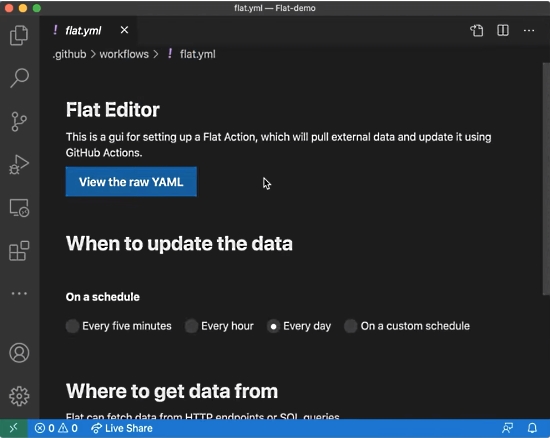 flat.yml — Flat-demo
! flat.yml ×
.github > workflows > ! flat.yml
Flat Editor
This is a gui for setting up a Flat Action, which will pull external data and update it using
GitHub Actions.
View the raw YAML
When to update the data
On a schedule
Every five minutes Every hour Every day On a custom schedule
Where to get data from
Flat can fetch data from HTTP endpoints or SQL queries
0 0 Live Share